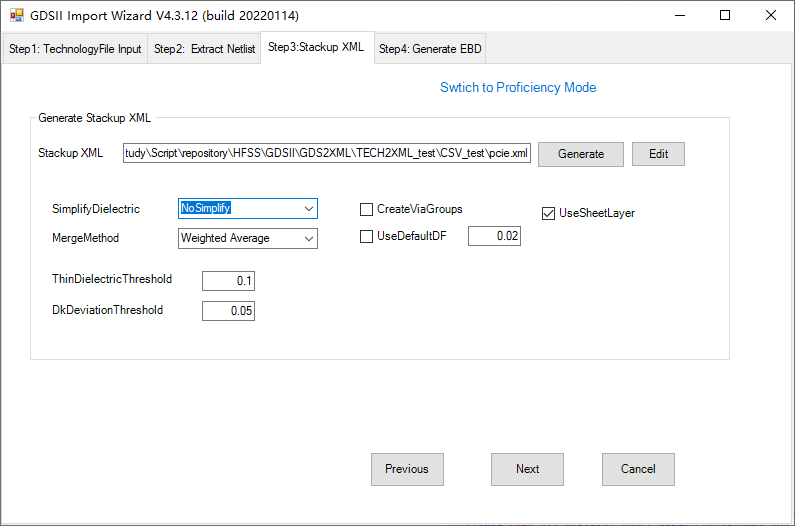 GDSII Import Wizard V4.3.12 (build 20220114)
Step1: TechnologyFile Input Step2: Extract Netlist Step3:Stackup XML Step4: Generate EBD
Swtich to Proficiency Mode
Generate Stackup XML
Stackup XML tudy\Script\repository\HFSS\GDSII\GDS2XML\TECH2XML_test\CSV_test\pcie.xml Generate Edit
SimplifyDielectric NoSimplify CreateViaGroups UseSheetLayer
MergeMethod Weighted Average UseDefaultDF 0.02
ThinDielectricThreshold 0.1
DkDeviationThreshold 0.05
Previous Next Cancel